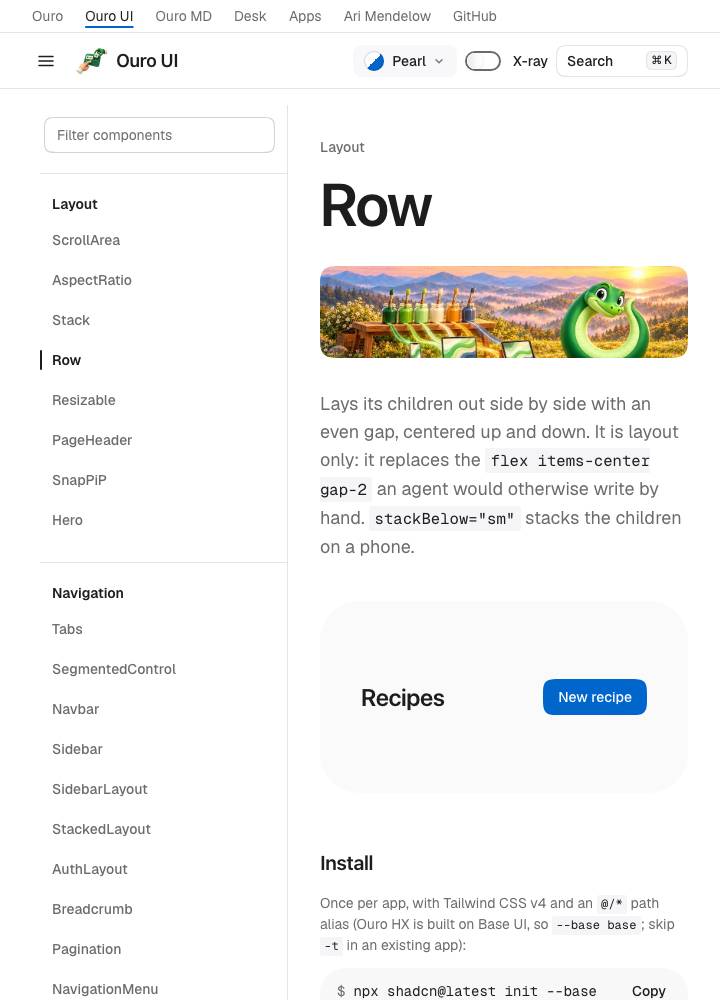 Ouro
Ouro UI
Ouro MD
Desk
Apps
Ari Mendelow
GitHub
Ouro UI
Pearl
X-ray
Search
⌘ K
Filter components
Layout
ScrollArea
AspectRatio
Stack
Row
Resizable
PageHeader
SnapPiP
Hero
Navigation
Tabs
SegmentedControl
Navbar
Sidebar
SidebarLayout
StackedLayout
AuthLayout
Breadcrumb
Pagination
NavigationMenu
Layout
Row
Lays its children out side by side with an
even gap, centered up and down. It is layout
only: it replaces the flex items-center
gap-2 an agent would otherwise write by
hand. stackBelow="sm" stacks the children
on a phone.
Recipes
New recipe
Install
Once per app, with Tailwind CSS v4 and an @/* path
alias (Ouro HX is built on Base UI, so --base base; skip
-t in an existing app):
$ npx shadcn@latest init --base
Copy